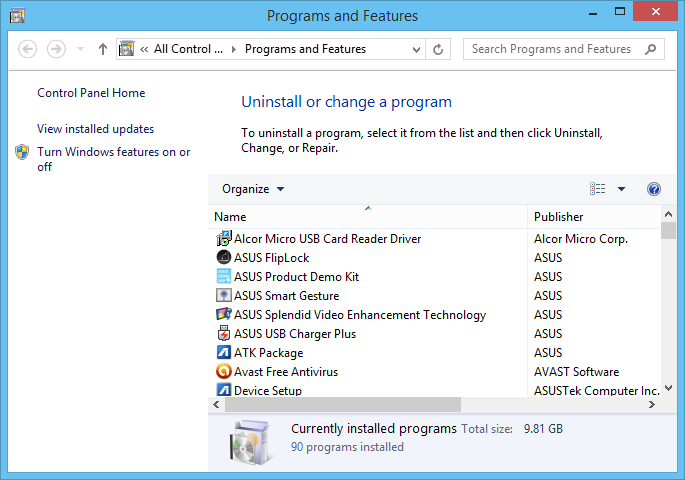 Programs and Features
« All Control ... Programs and Features
Search Programs and Features
Control Panel Home
View installed updates
Turn Windows features on or
off
Uninstall or change a program
To uninstall a program, select it from the list and then click Uninstall,
Change, or Repair.
Organize
Name Publisher
Alcor Micro USB Card Reader Driver Alcor Micro Corp.
ASUS FlipLock ASUS
ASUS Product Demo Kit ASUS
ASUS Smart Gesture ASUS
ASUS Splendid Video Enhancement Technology ASUS
ASUS USB Charger Plus ASUS
ATK Package ASUS
Avast Free Antivirus AVAST Software
Device Setup ASUSTek Computer Inc.
Currently installed programs Total size: 9.81 GB
90 programs installed